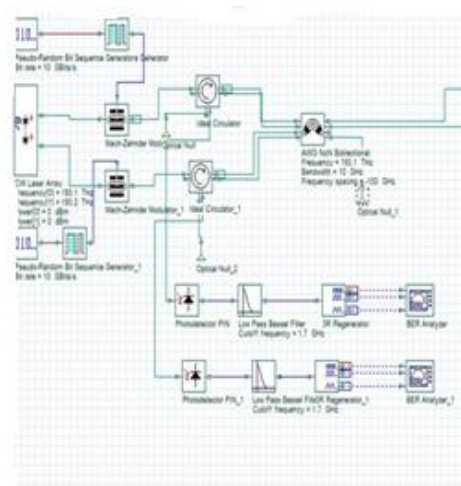 Pseudo-Random Bit Sequence Generator
Generator
Bit rate = 10 GBits/s
Mach-Zehnder Modulator
Optical Null
Ideal Circulator
AWG NxN Bidirectional
Frequency = 193.1 THz
Bandwidth = 10 GHz
Frequency spacing = -100 GHz
Optical Null_1
CW Laser Array
frequency[0] = 193.1 THz
frequency[1] = 193.2 THz
power[0] = 0 dBm
power[1] = 0 dBm
Mach-Zehnder Modulator_1
Ideal Circulator_1
Pseudo-Random Bit Sequence Generator_1
Bit rate = 10 GBits/s
Optical Null_2
Photodetector PIN
Low Pass Bessel Filter
Cutoff frequency = 1.7 GHz
3R Regenerator
BER Analyzer
Photodetector PIN_1
Low Pass Bessel Filter
3R Regenerator_1
Cutoff frequency = 1.7 GHz
BER Analyzer_1